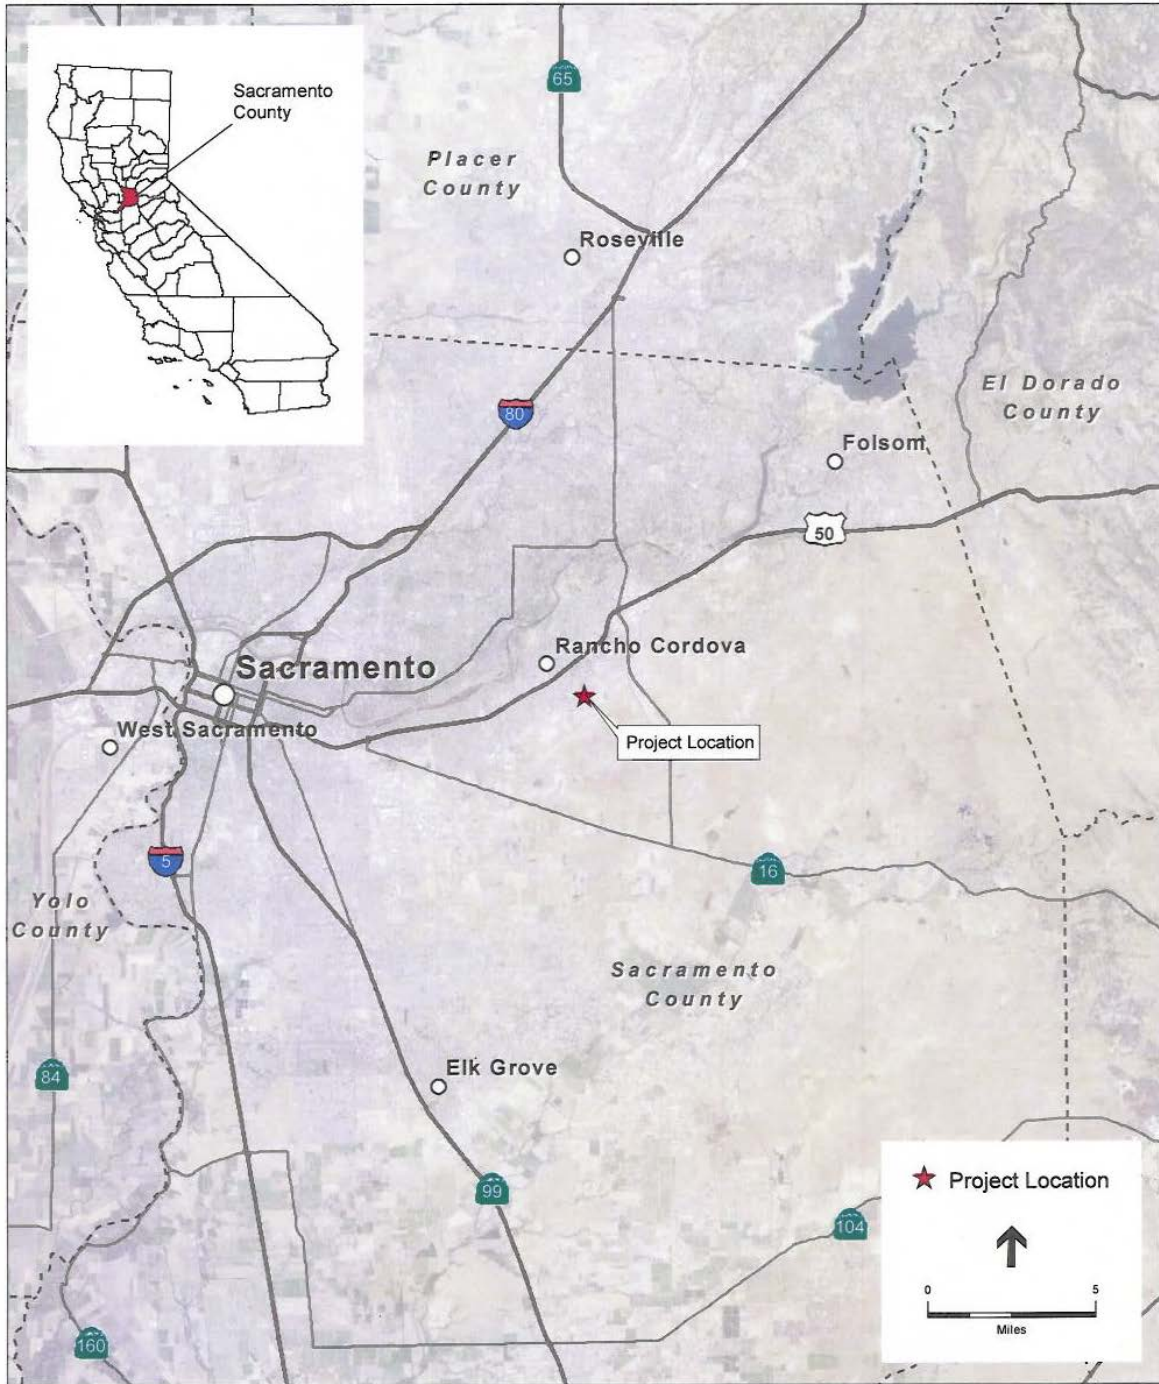 Sacramento
County
65
Placer
County
Roseville
El Dorado
County
80
Folsom
50
Rancho Cordova
Sacramento
West Sacramento
Project Location
5
16
Yolo
County
Sacramento
County
Elk Grove
84
99
104
160
Project Location
0 5
Miles